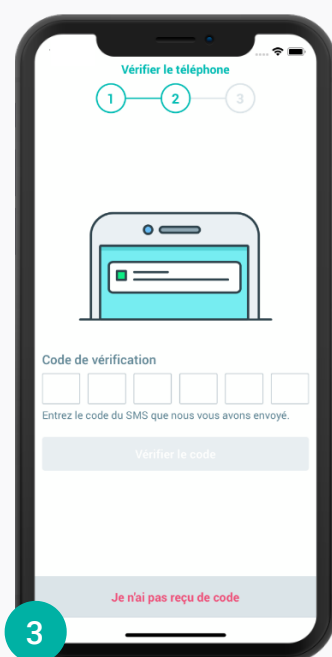 Vérifier le téléphone
1 2 3
Code de vérification
Entrez le code du SMS que nous vous avons envoyé.
Vérifier le code
Je n'ai pas reçu de code
3